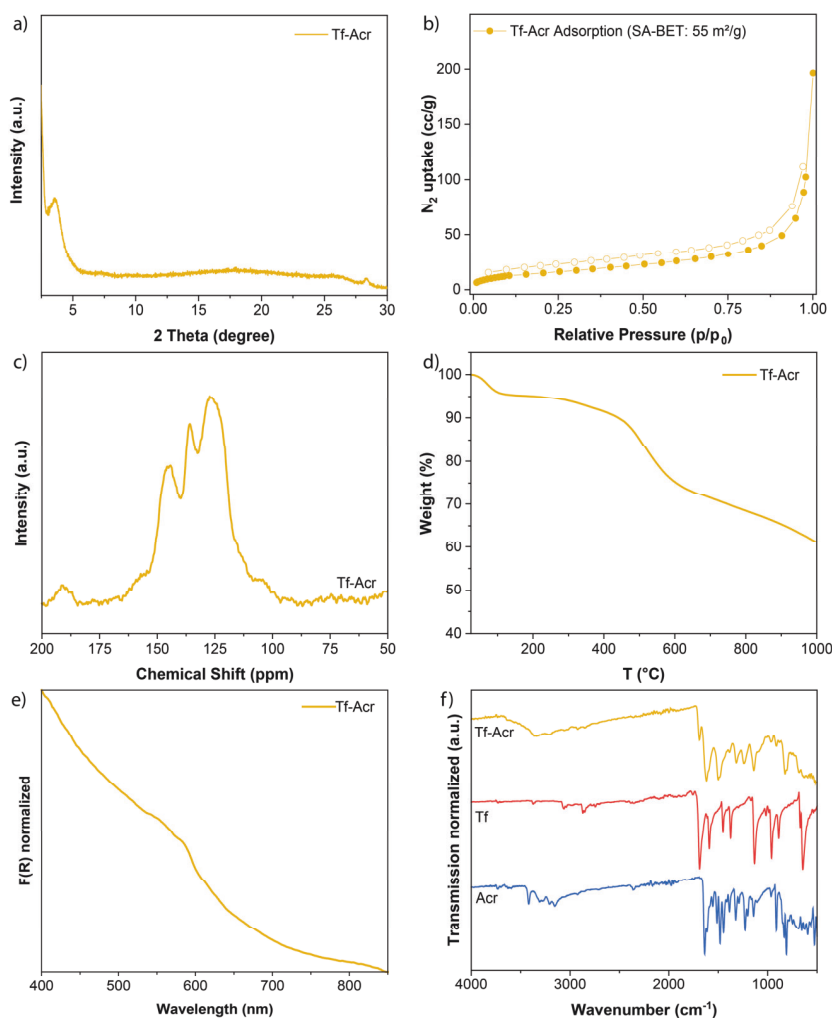 a)
Tf-Acr
Intensity (a.u.)
5 10 15 20 25 30
2 Theta (degree)
b)
Tf-Acr Adsorption (SA-BET: 55 m²/g)
N₂ uptake (cc/g)
200
150
100
50
0
0.00 0.25 0.50 0.75 1.00
Relative Pressure (p/p₀)
c)
Intensity (a.u.)
Tf-Acr
200 175 150 125 100 75 50
Chemical Shift (ppm)
d)
Tf-Acr
Weight (%)
100
90
80
70
60
50
40
200 400 600 800 1000
T (°C)
e)
Tf-Acr
F(R) normalized
400 500 600 700 800
Wavelength (nm)
f)
Transmission normalized (a.u.)
Tf-Acr
Tf
Acr
4000 3000 2000 1000
Wavenumber (cm⁻¹)